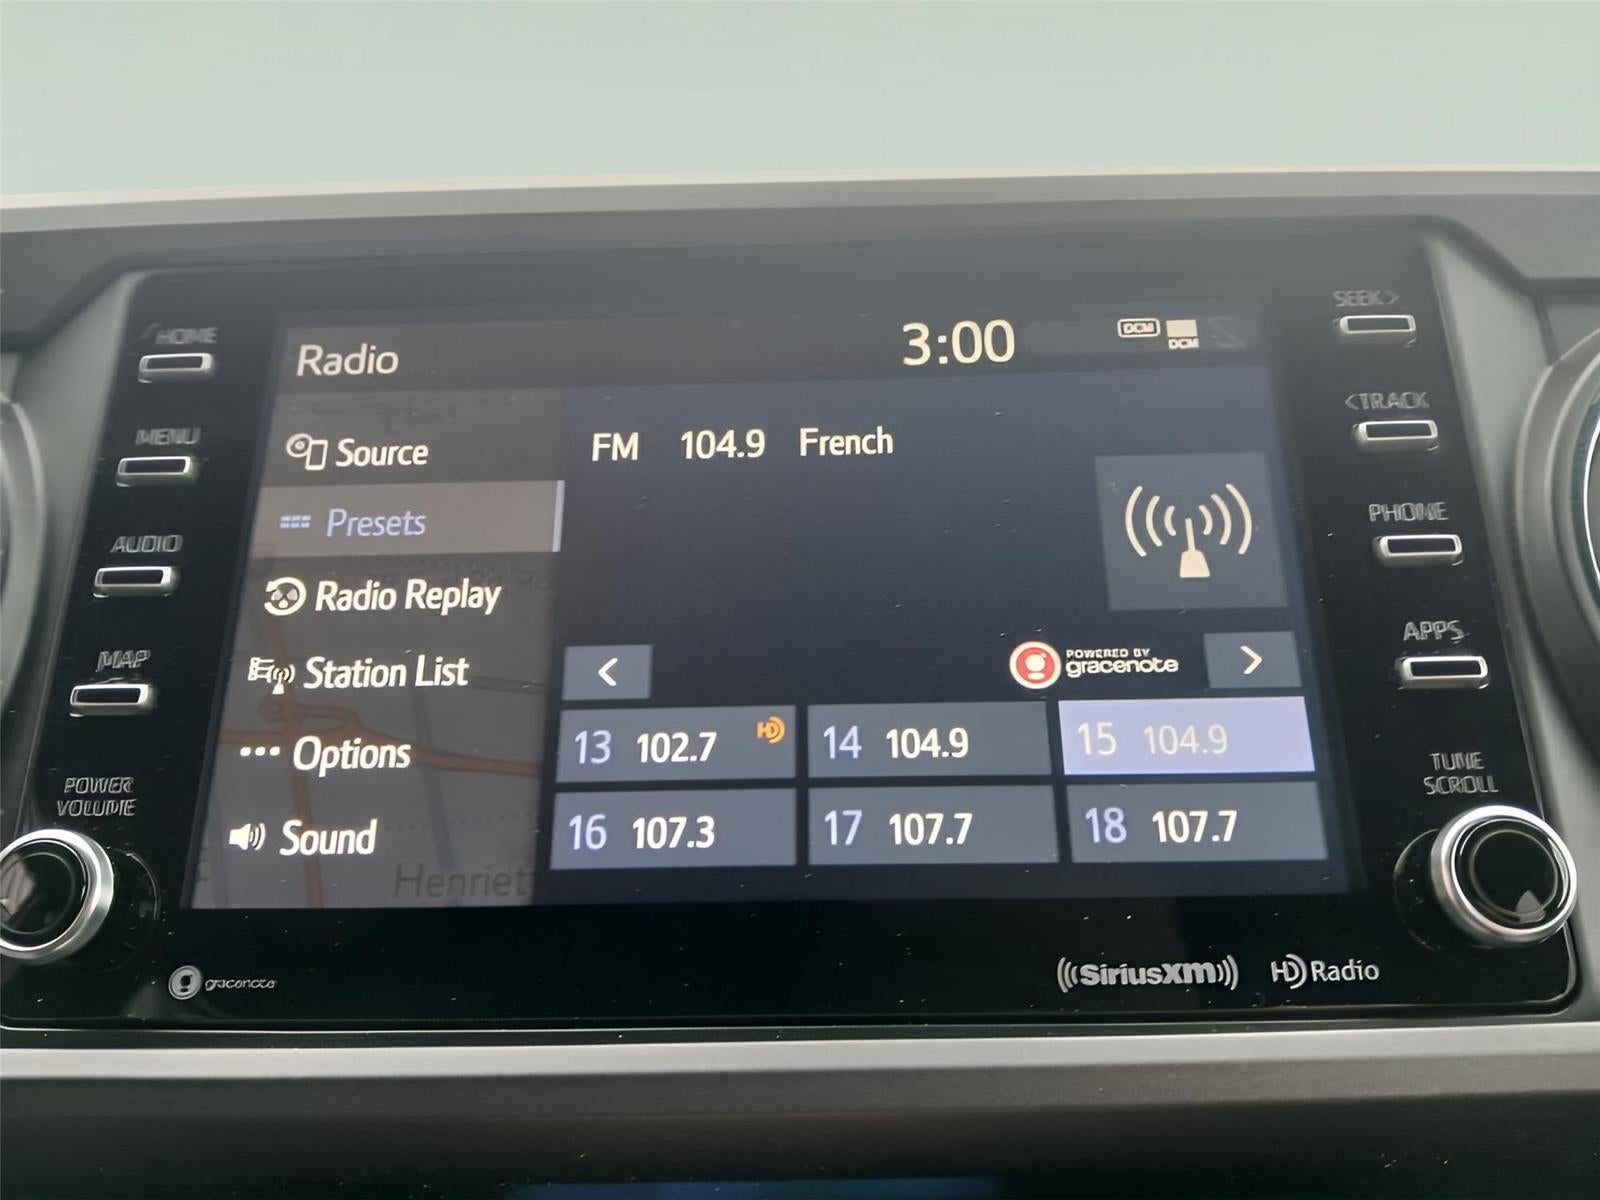 Radio
3:00
DCM
DCM
Source
Presets
Radio Replay
Station List
Options
Sound
FM 104.9 French
POWERED BY
gracenote
13 102.7 HD
14 104.9
15 104.9
16 107.3
17 107.7
18 107.7
Henriet
HOME
MENU
AUDIO
MAP
POWER
VOLUME
SEEK>
<TRACK
PHONE
APPS
TUNE
SCROLL
gracenote
((SiriusXM))
HD Radio